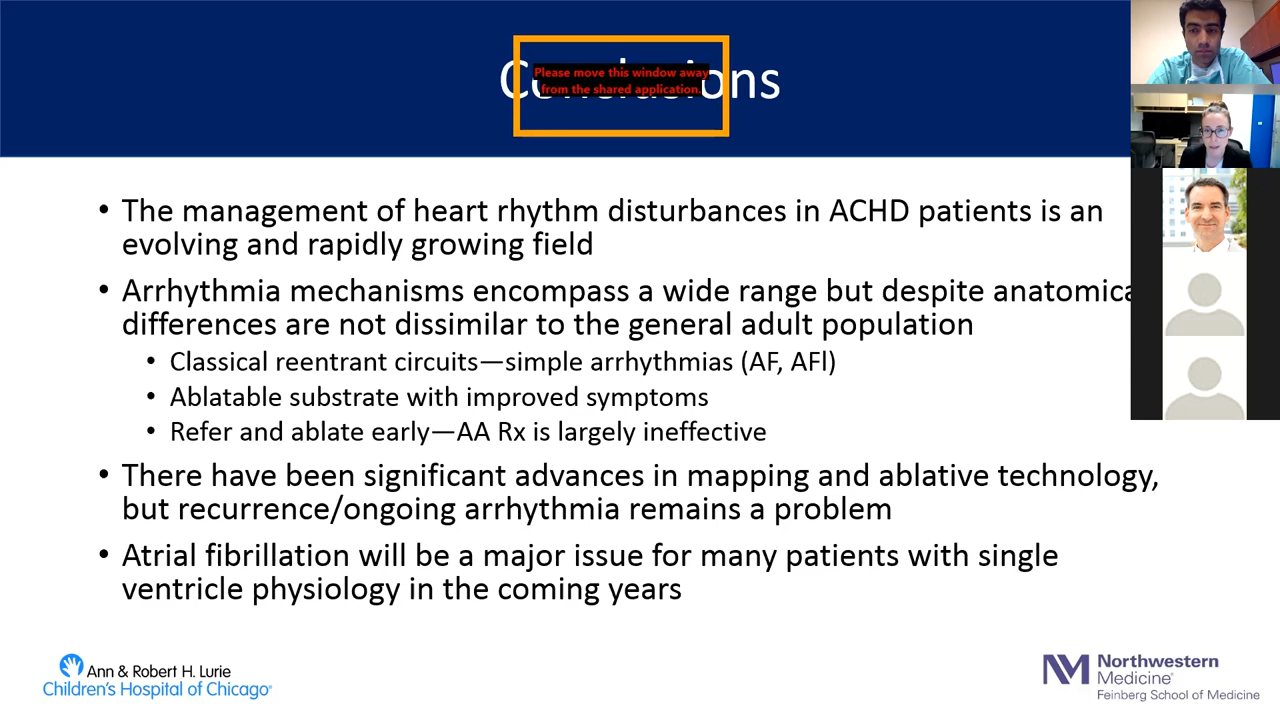 Conclusions
Please move this window away
from the shared application.
• The management of heart rhythm disturbances in ACHD patients is an
evolving and rapidly growing field
• Arrhythmia mechanisms encompass a wide range but despite anatomica
differences are not dissimilar to the general adult population
• Classical reentrant circuits—simple arrhythmias (AF, AFl)
• Ablatable substrate with improved symptoms
• Refer and ablate early—AA Rx is largely ineffective
• There have been significant advances in mapping and ablative technology,
but recurrence/ongoing arrhythmia remains a problem
• Atrial fibrillation will be a major issue for many patients with single
ventricle physiology in the coming years
Ann & Robert H. Lurie
Children's Hospital of Chicago®
NM Northwestern
Medicine®
Feinberg School of Medicine